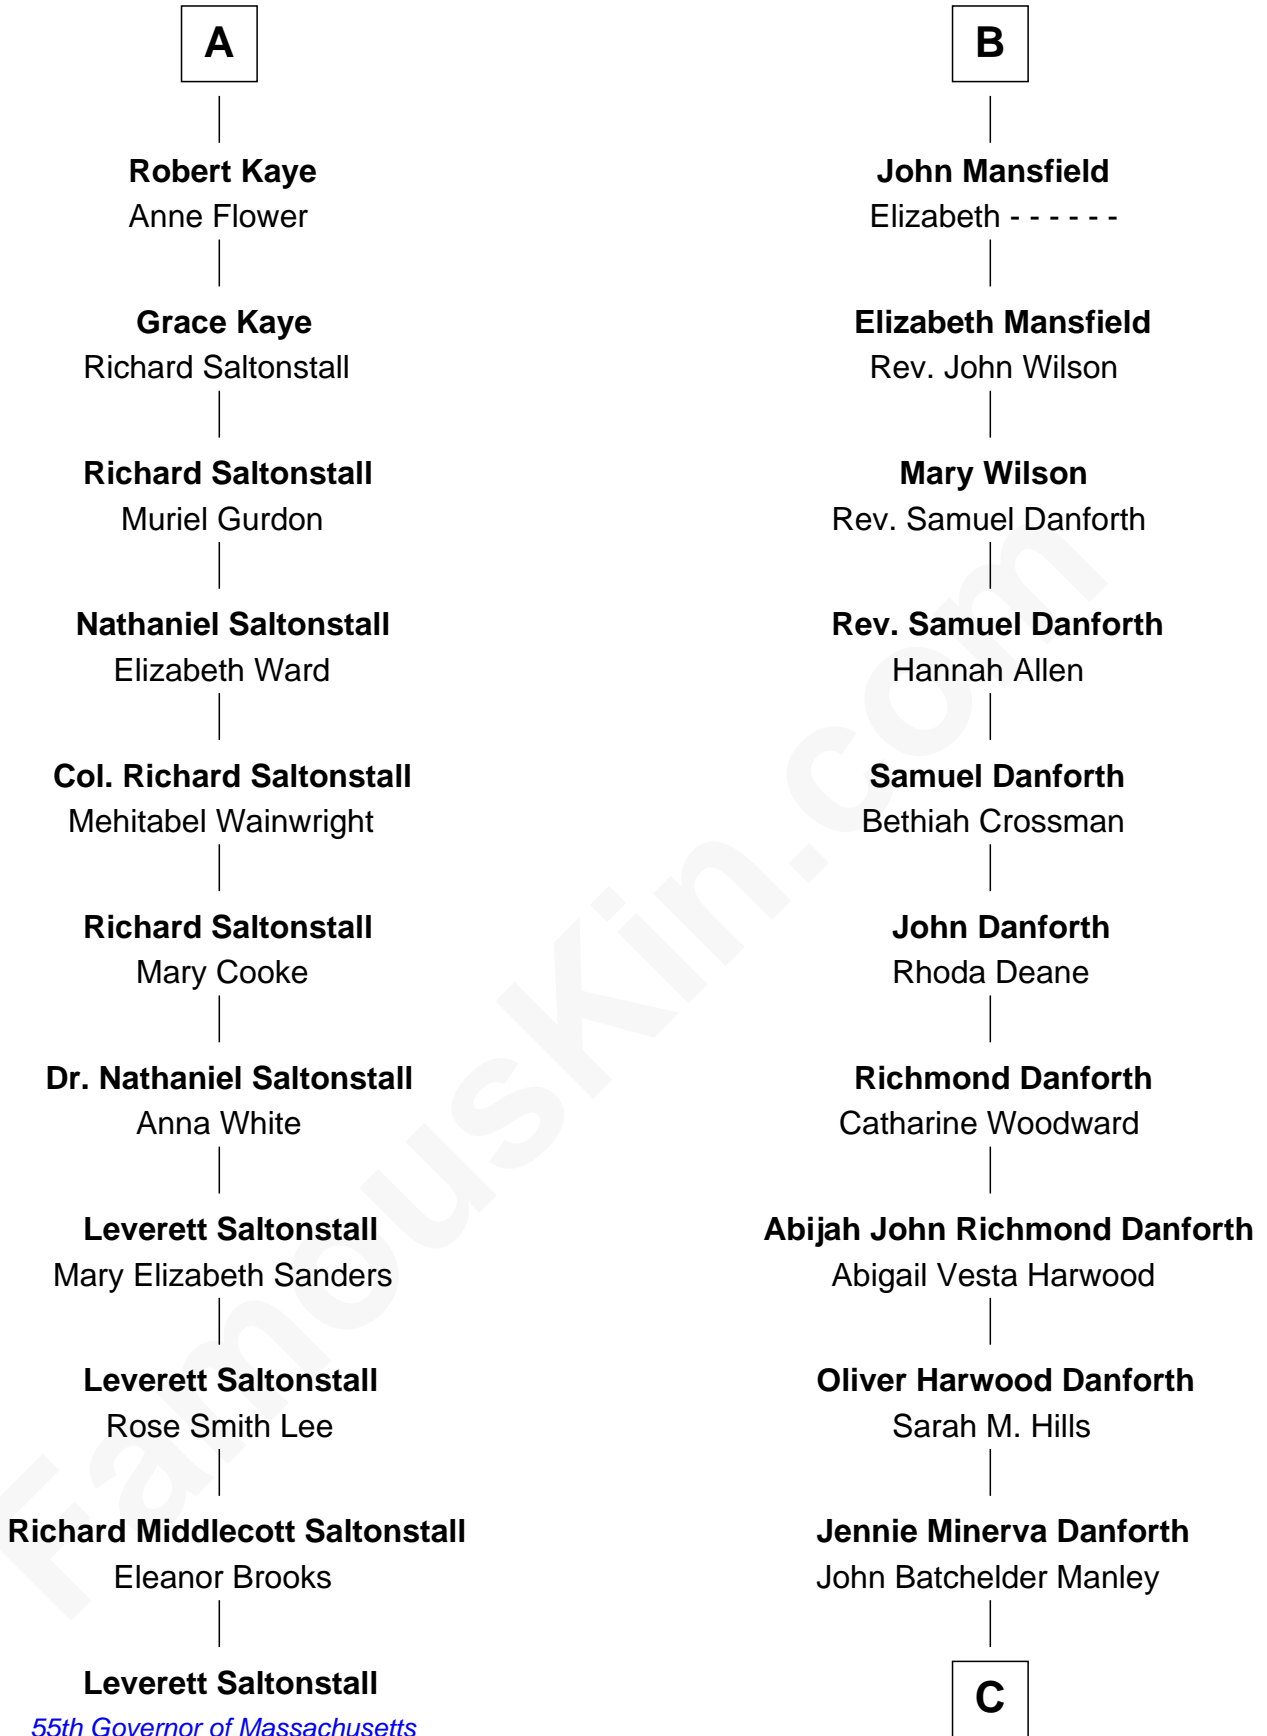 A
Robert Kaye
Anne Flower
Grace Kaye
Richard Saltonstall
Richard Saltonstall
Muriel Gurdon
Nathaniel Saltonstall
Elizabeth Ward
Col. Richard Saltonstall
Mehitabel Wainwright
Richard Saltonstall
Mary Cooke
Dr. Nathaniel Saltonstall
Anna White
Leverett Saltonstall
Mary Elizabeth Sanders
Leverett Saltonstall
Rose Smith Lee
Richard Middlecott Saltonstall
Eleanor Brooks
Leverett Saltonstall
55th Governor of Massachusetts
B
John Mansfield
Elizabeth - - - - - -
Elizabeth Mansfield
Rev. John Wilson
Mary Wilson
Rev. Samuel Danforth
Rev. Samuel Danforth
Hannah Allen
Samuel Danforth
Bethiah Crossman
John Danforth
Rhoda Deane
Richmond Danforth
Catharine Woodward
Abijah John Richmond Danforth
Abigail Vesta Harwood
Oliver Harwood Danforth
Sarah M. Hills
Jennie Minerva Danforth
John Batchelder Manley
C
FamousKin.com